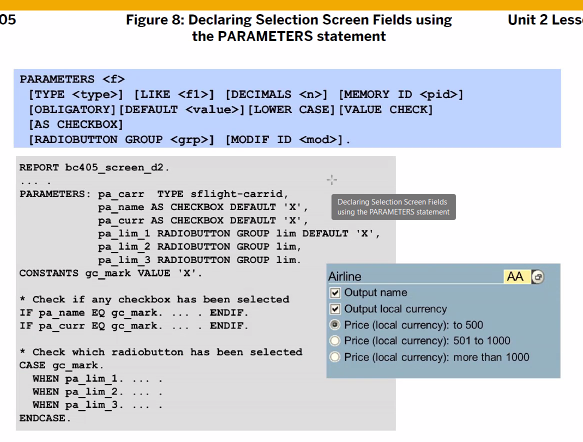 05
Figure 8: Declaring Selection Screen Fields using
the PARAMETERS statement
Unit 2 Less
PARAMETERS <f>
[TYPE <type>] [LIKE <f1>] [DECIMALS <n>] [MEMORY ID <pid>]
[OBLIGATORY][DEFAULT <value>][LOWER CASE][VALUE CHECK]
[AS CHECKBOX]
[RADIOBUTTON GROUP <grp>] [MODIF ID <mod>].
REPORT bc405_screen_d2.
... .
PARAMETERS: pa_carr TYPE sflight-carrid,
pa_name AS CHECKBOX DEFAULT 'X',
pa_curr AS CHECKBOX DEFAULT 'X',
pa_lim_1 RADIOBUTTON GROUP lim DEFAULT 'X',
pa_lim_2 RADIOBUTTON GROUP lim,
pa_lim_3 RADIOBUTTON GROUP lim.
CONSTANTS gc_mark VALUE 'X'.
* Check if any checkbox has been selected
IF pa_name EQ gc_mark. ... . ENDIF.
IF pa_curr EQ gc_mark. ... . ENDIF.
* Check which radiobutton has been selected
CASE gc_mark.
WHEN pa_lim_1. ... .
WHEN pa_lim_2. ... .
WHEN pa_lim_3. ... .
ENDCASE.
Declaring Selection Screen Fields
using the PARAMETERS statement
Airline AA
Output name
Output local currency
Price (local currency): to 500
Price (local currency): 501 to 1000
Price (local currency): more than 1000